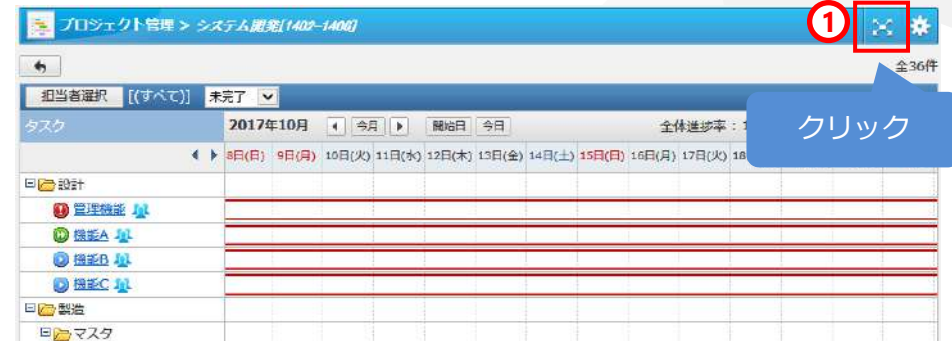 プロジェクト管理 > システム開発[1402-1406]
①
全36件
担当者選択 [(すべて)] 未完了
クリック
タスク 2017年10月 今月 開始日 今日 全体進捗率：
8日(日) 9日(月) 10日(火) 11日(水) 12日(木) 13日(金) 14日(土) 15日(日) 16日(月) 17日(火) 18
設計
管理機能
機能A
機能B
機能C
製造
マスタ